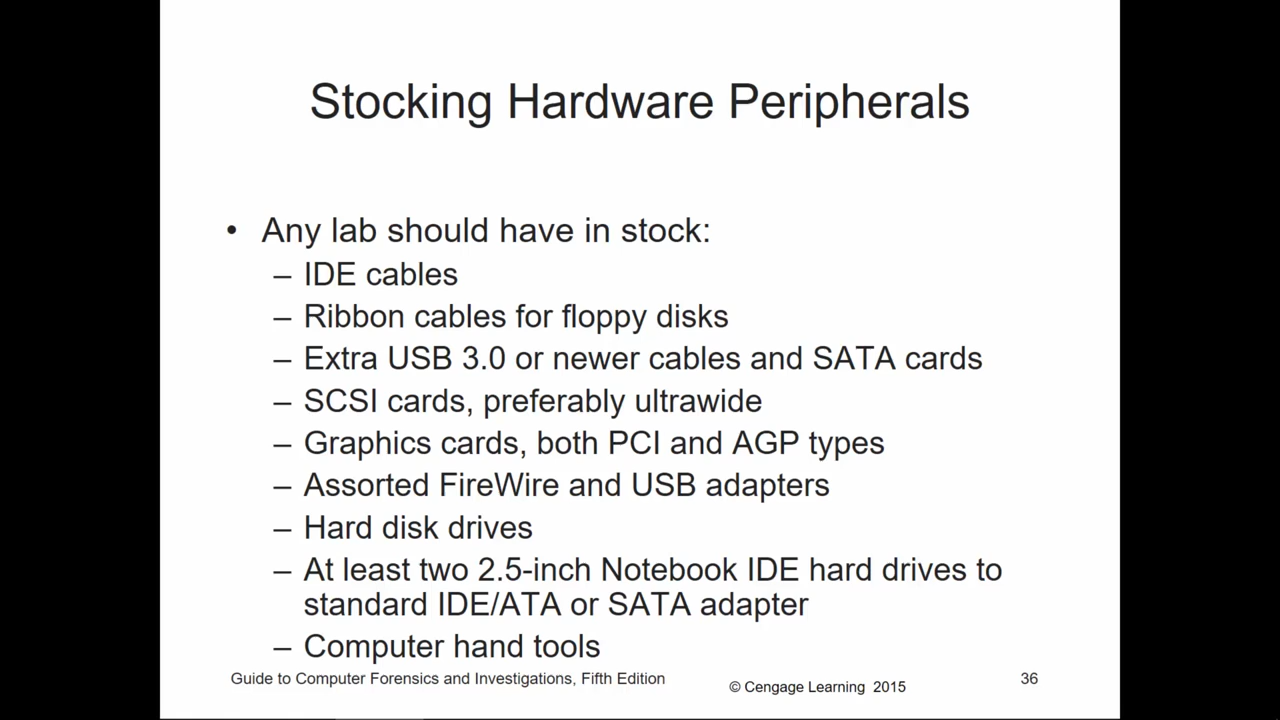 Stocking Hardware Peripherals
• Any lab should have in stock:
– IDE cables
– Ribbon cables for floppy disks
– Extra USB 3.0 or newer cables and SATA cards
– SCSI cards, preferably ultrawide
– Graphics cards, both PCI and AGP types
– Assorted FireWire and USB adapters
– Hard disk drives
– At least two 2.5-inch Notebook IDE hard drives to
standard IDE/ATA or SATA adapter
– Computer hand tools
Guide to Computer Forensics and Investigations, Fifth Edition
© Cengage Learning 2015
36